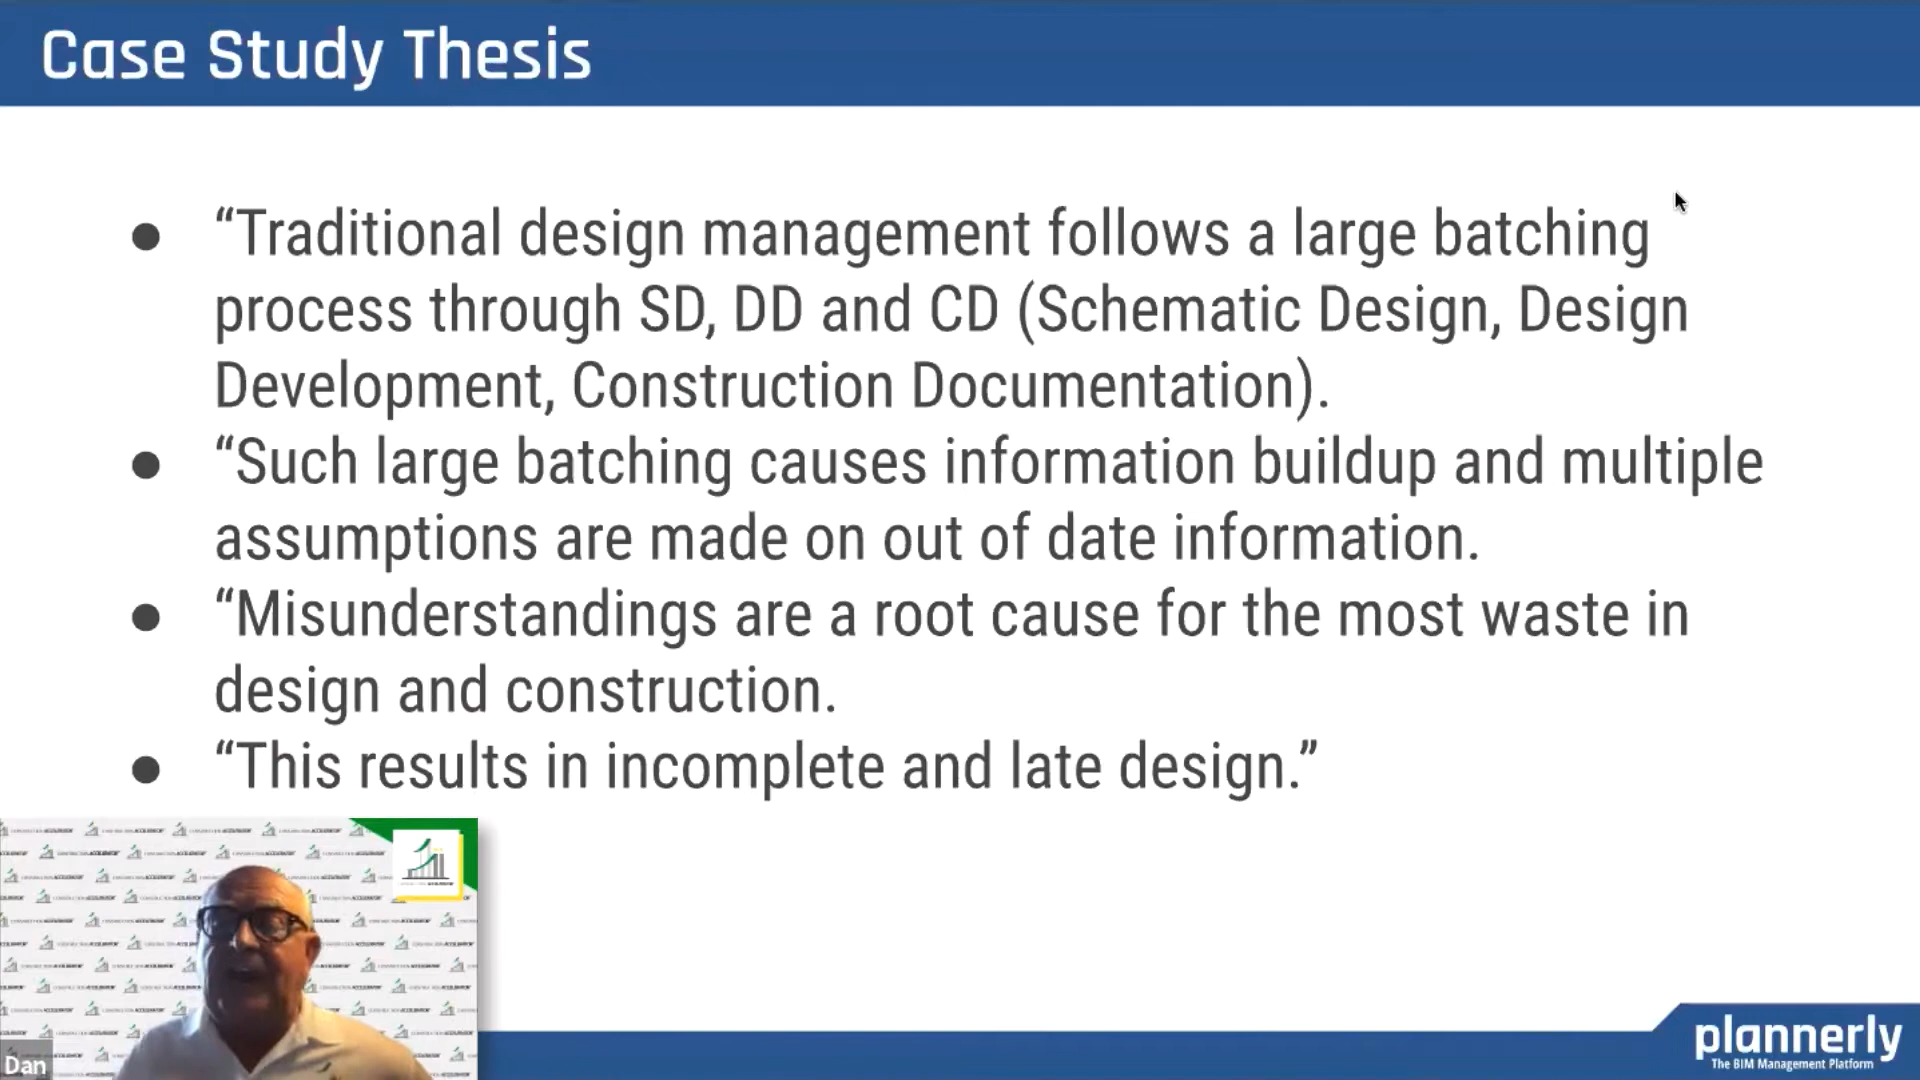 Case Study Thesis
● “Traditional design management follows a large batching
process through SD, DD and CD (Schematic Design, Design
Development, Construction Documentation).
● “Such large batching causes information buildup and multiple
assumptions are made on out of date information.
● “Misunderstandings are a root cause for the most waste in
design and construction.
● “This results in incomplete and late design.”
Dan
plannerly
The BIM Management Platform